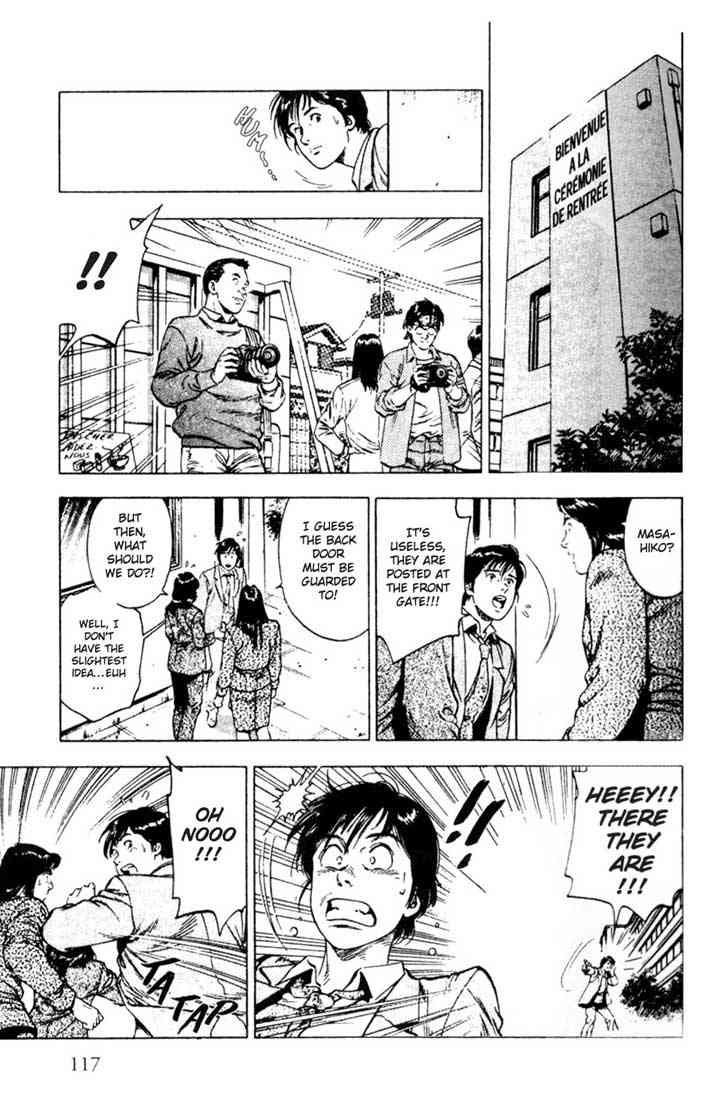 BIENVENUE
A LA
CÉRÉMONIE
DE RENTRÉE
HUM...
!!
NOUS
MASA-
HIKO?
IT'S
USELESS,
THEY ARE
POSTED AT
THE FRONT
GATE!!!
I GUESS
THE BACK
DOOR
MUST BE
GUARDED
TO!
BUT
THEN,
WHAT
SHOULD
WE DO?!
WELL, I
DON'T
HAVE THE
SLIGHTEST
IDEA...EUH
...
HEEEY!!
THERE
THEY
ARE
!!!
!!
OH
NOOO
!!!
TA
TAP
117